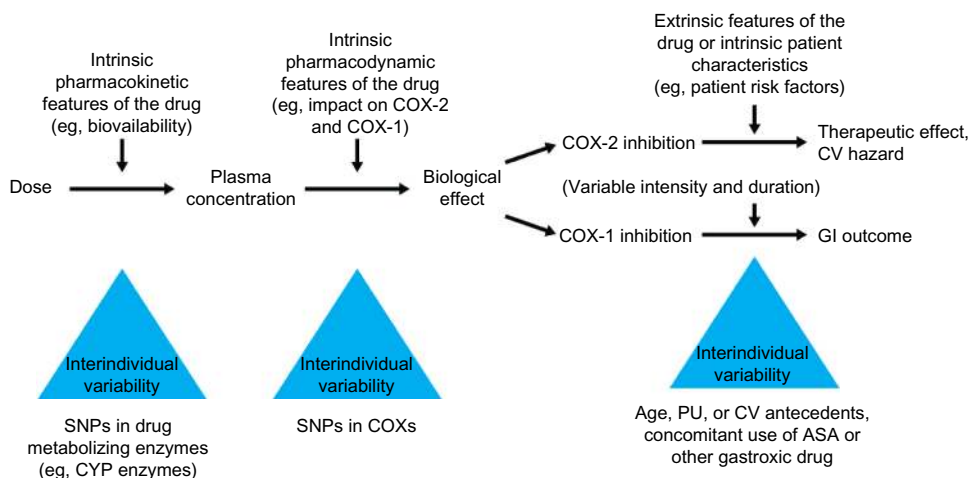 Intrinsic
pharmacokinetic
features of the drug
(eg, biovailability)
Intrinsic
pharmacodynamic
features of the drug
(eg, impact on COX-2
and COX-1)
Extrinsic features of the
drug or intrinsic patient
characteristics
(eg, patient risk factors)
Dose
Plasma
concentration
Biological
effect
COX-2 inhibition
Therapeutic effect,
CV hazard
(Variable intensity and duration)
COX-1 inhibition
GI outcome
Interindividual
variability
Interindividual
variability
Interindividual
variability
SNPs in drug
metabolizing enzymes
(eg, CYP enzymes)
SNPs in COXs
Age, PU, or CV antecedents,
concomitant use of ASA or
other gastroxic drug